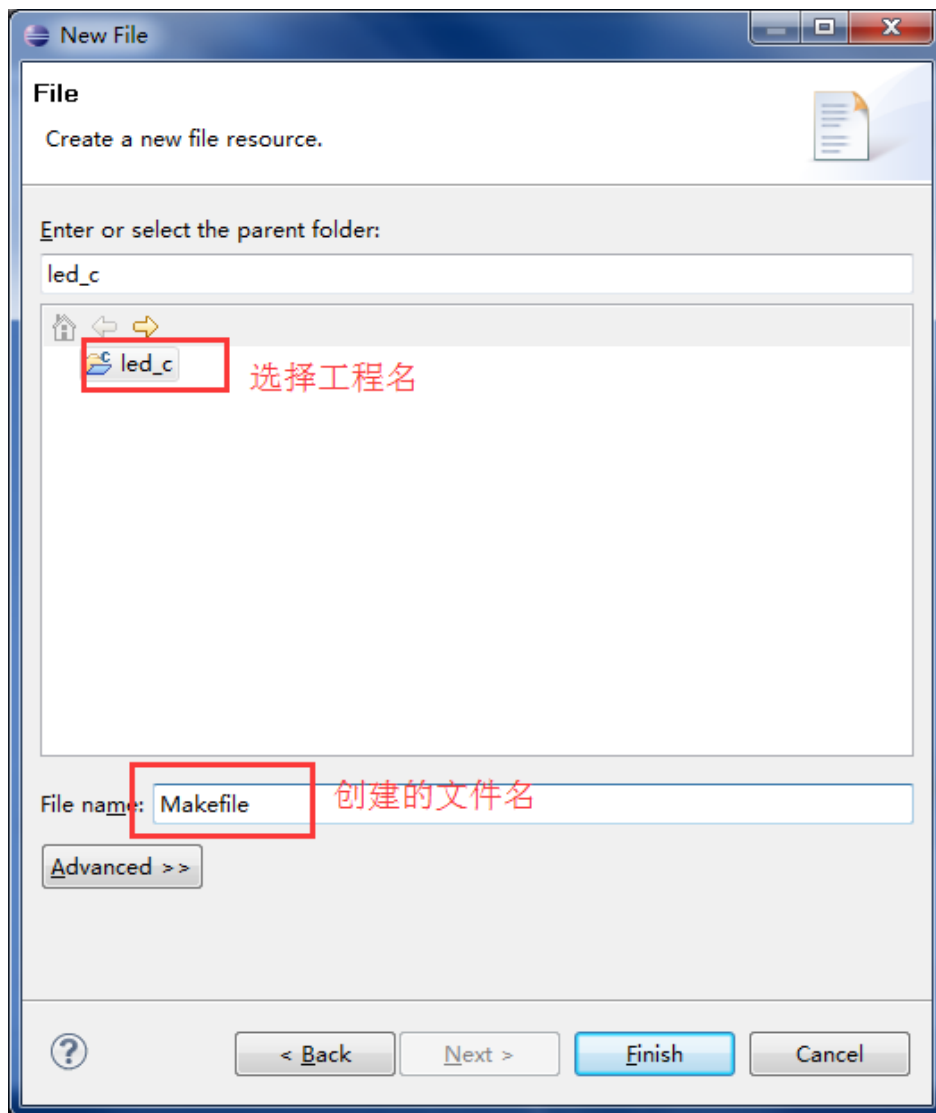 New File
File
Create a new file resource.
Enter or select the parent folder:
led_c
led_c
选择工程名
File name: Makefile
创建的文件名
Advanced >>
< Back
Next >
Finish
Cancel